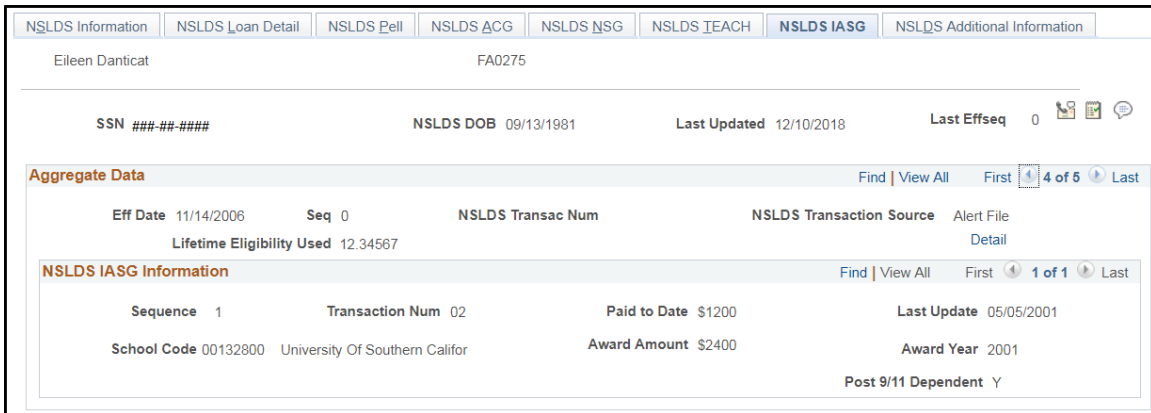 NSLDS Information NSLDS Loan Detail NSLDS Pell NSLDS ACG NSLDS NSG NSLDS TEACH NSLDS IASG NSLDS Additional Information
Eileen Danticat FA0275
SSN ###-##-#### NSLDS DOB 09/13/1981 Last Updated 12/10/2018 Last Effseq 0
Aggregate Data Find | View All First 4 of 5 Last
Eff Date 11/14/2006 Seq 0 NSLDS Transac Num NSLDS Transaction Source Alert File
Lifetime Eligibility Used 12.34567 Detail
NSLDS IASG Information Find | View All First 1 of 1 Last
Sequence 1 Transaction Num 02 Paid to Date $1200 Last Update 05/05/2001
School Code 00132800 University Of Southern Califor Award Amount $2400 Award Year 2001
Post 9/11 Dependent Y